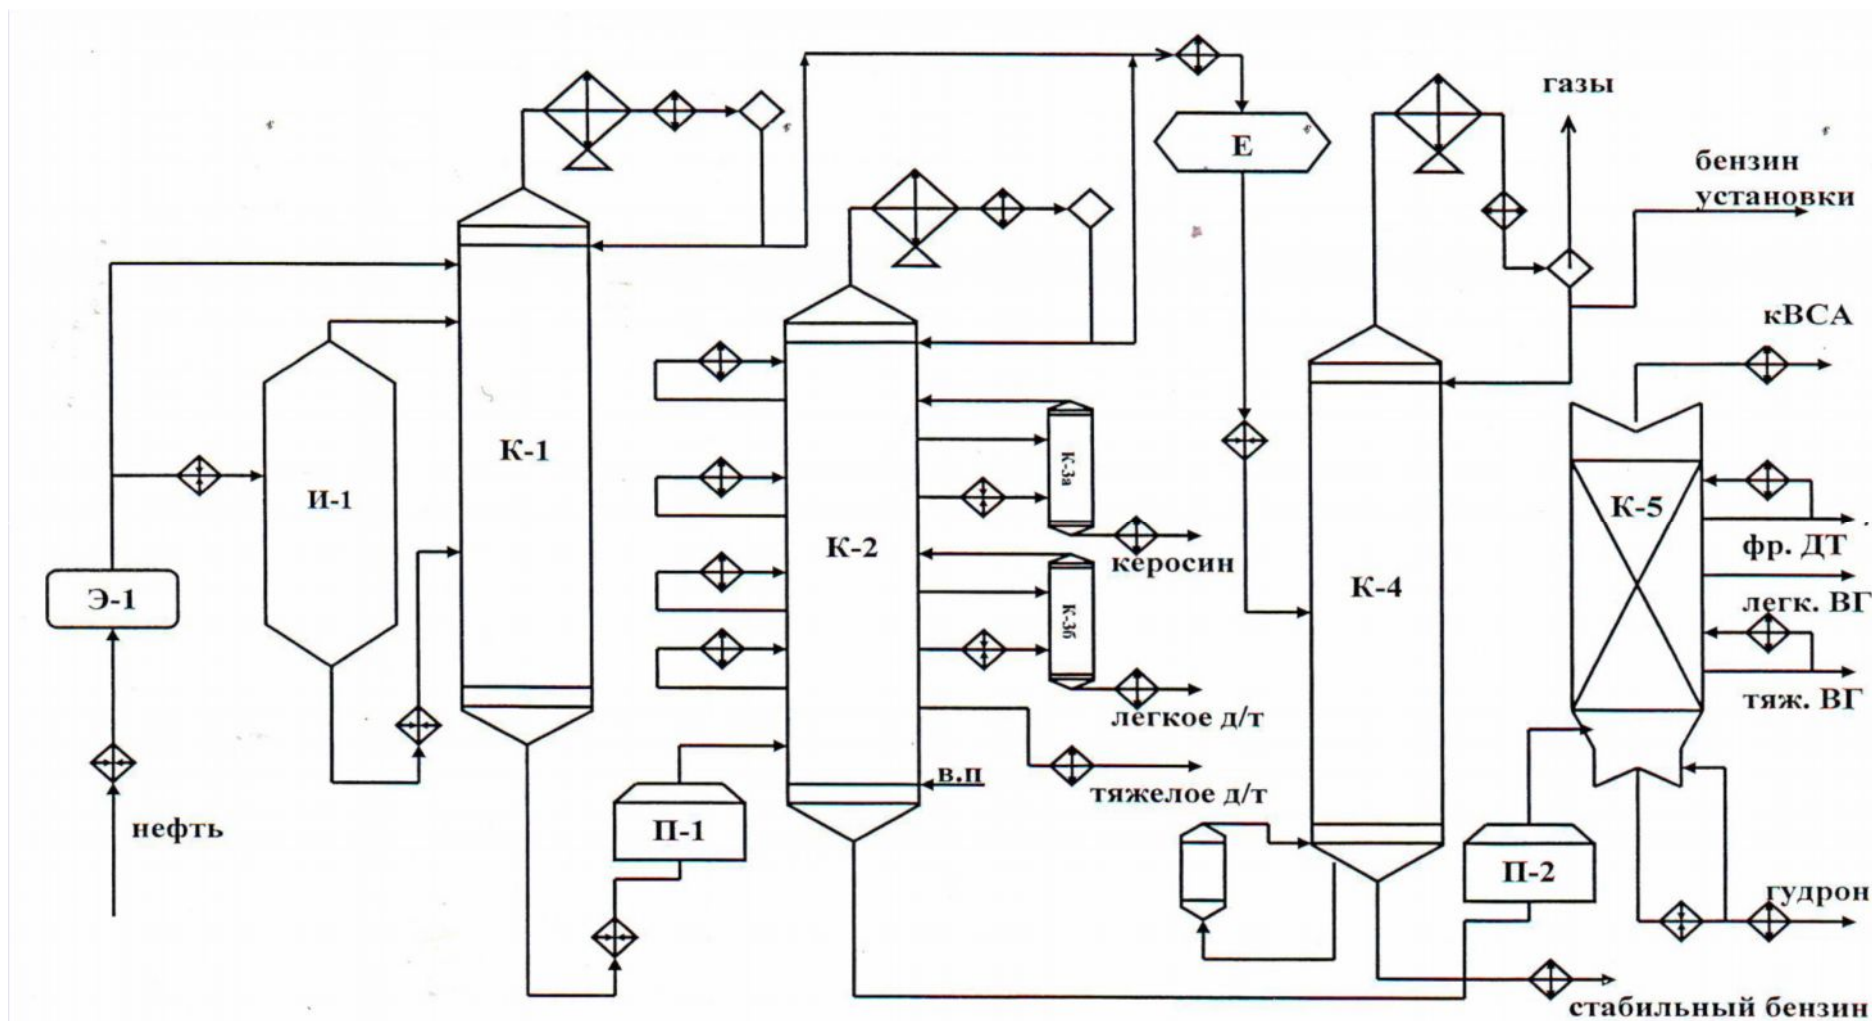 газы
бензин
установки
Е
кВСА
К-1
И-1
К-2
К-3а
К-5
фр. ДТ
керосин
Э-1
К-4
легк. ВГ
К-3б
тяж. ВГ
легкое д/т
в.п
тяжелое д/т
нефть
П-1
П-2
гудрон
стабильный бензин